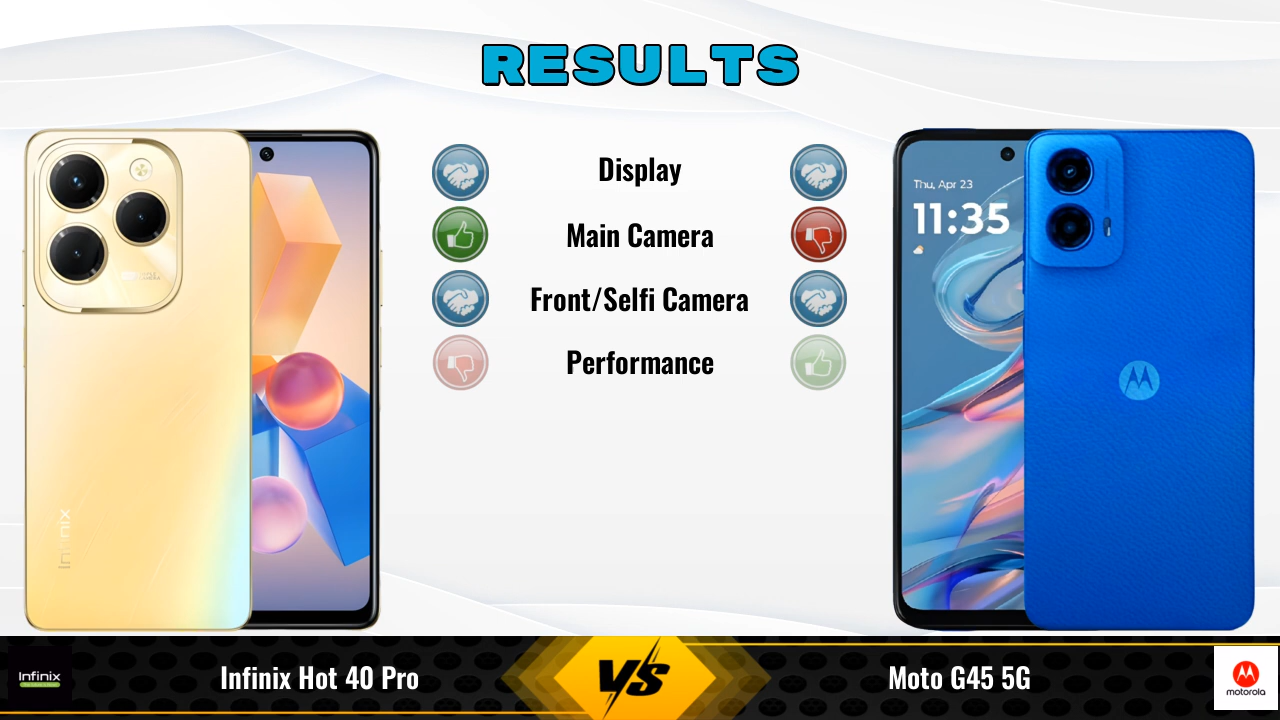 RESULTS
Display
Main Camera
Front/Selfi Camera
Performance
Thu, Apr 23
11:35
Infinix
Infinix
Infinix Hot 40 Pro
VS
Moto G45 5G
motorola